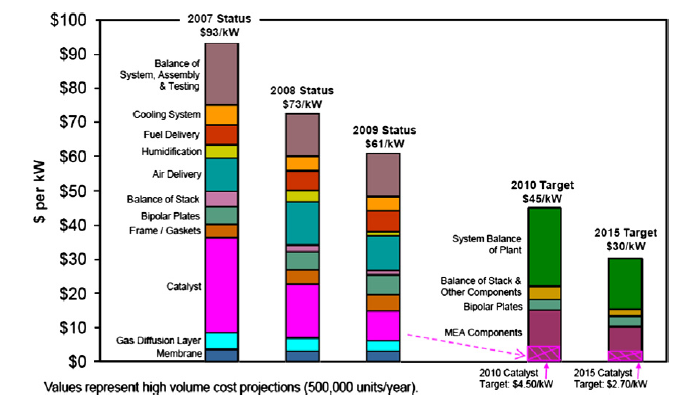 $100
$90
$80
$70
$60
$50
$40
$30
$20
$10
$0
$ per kW
2007 Status
$93/kW
Balance of
System, Assembly
& Testing
Cooling System
Fuel Delivery
Humidification
Air Delivery
Balance of Stack
Bipolar Plates
Frame / Gaskets
Catalyst
Gas Diffusion Layer
Membrane
2008 Status
$73/kW
2009 Status
$61/kW
2010 Target
$45/kW
System Balance
of Plant
Balance of Stack &
Other Components
Bipolar Plates
MEA Components
2015 Target
$30/kW
2010 Catalyst
Target: $4.50/kW
2015 Catalyst
Target: $2.70/kW
Values represent high volume cost projections (500,000 units/year).